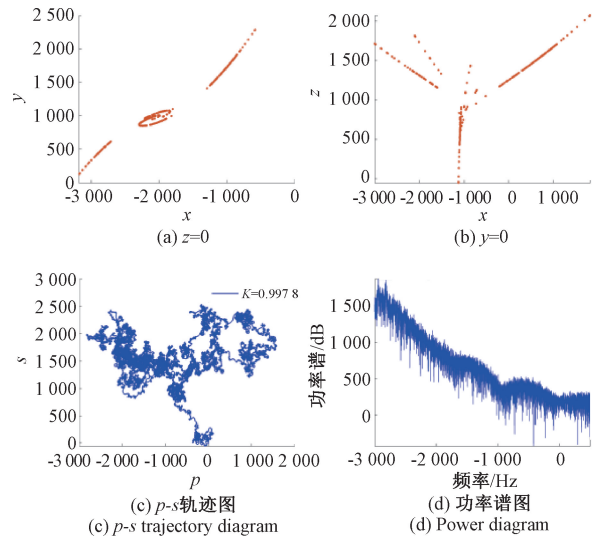 2 500
2 000
1 500
1 000
500
0
y
-3 000 -2 000 -1 000 0
x
(a) z=0
2 000
1 500
1 000
500
0
z
-3 000 -2 000 -1 000 0 1 000
x
(b) y=0
3 000
2 500
2 000
1 500
1 000
500
0
s
K=0.997 8
-3 000 -2 000 -1 000 0 1 000 2 000
p
(c) p-s轨迹图
(c) p-s trajectory diagram
1 500
1 000
500
0
功率谱/dB
-3 000 -2 000 -1 000 0
频率/Hz
(d) 功率谱图
(d) Power diagram